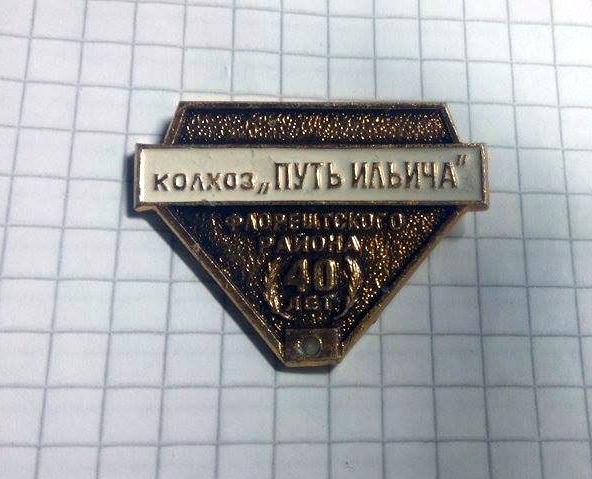 колхоз „ПУТЬ ИЛЬИЧА"
ФЛОРЕШТСКОГО
РАЙОНА
40
ЛЕТ